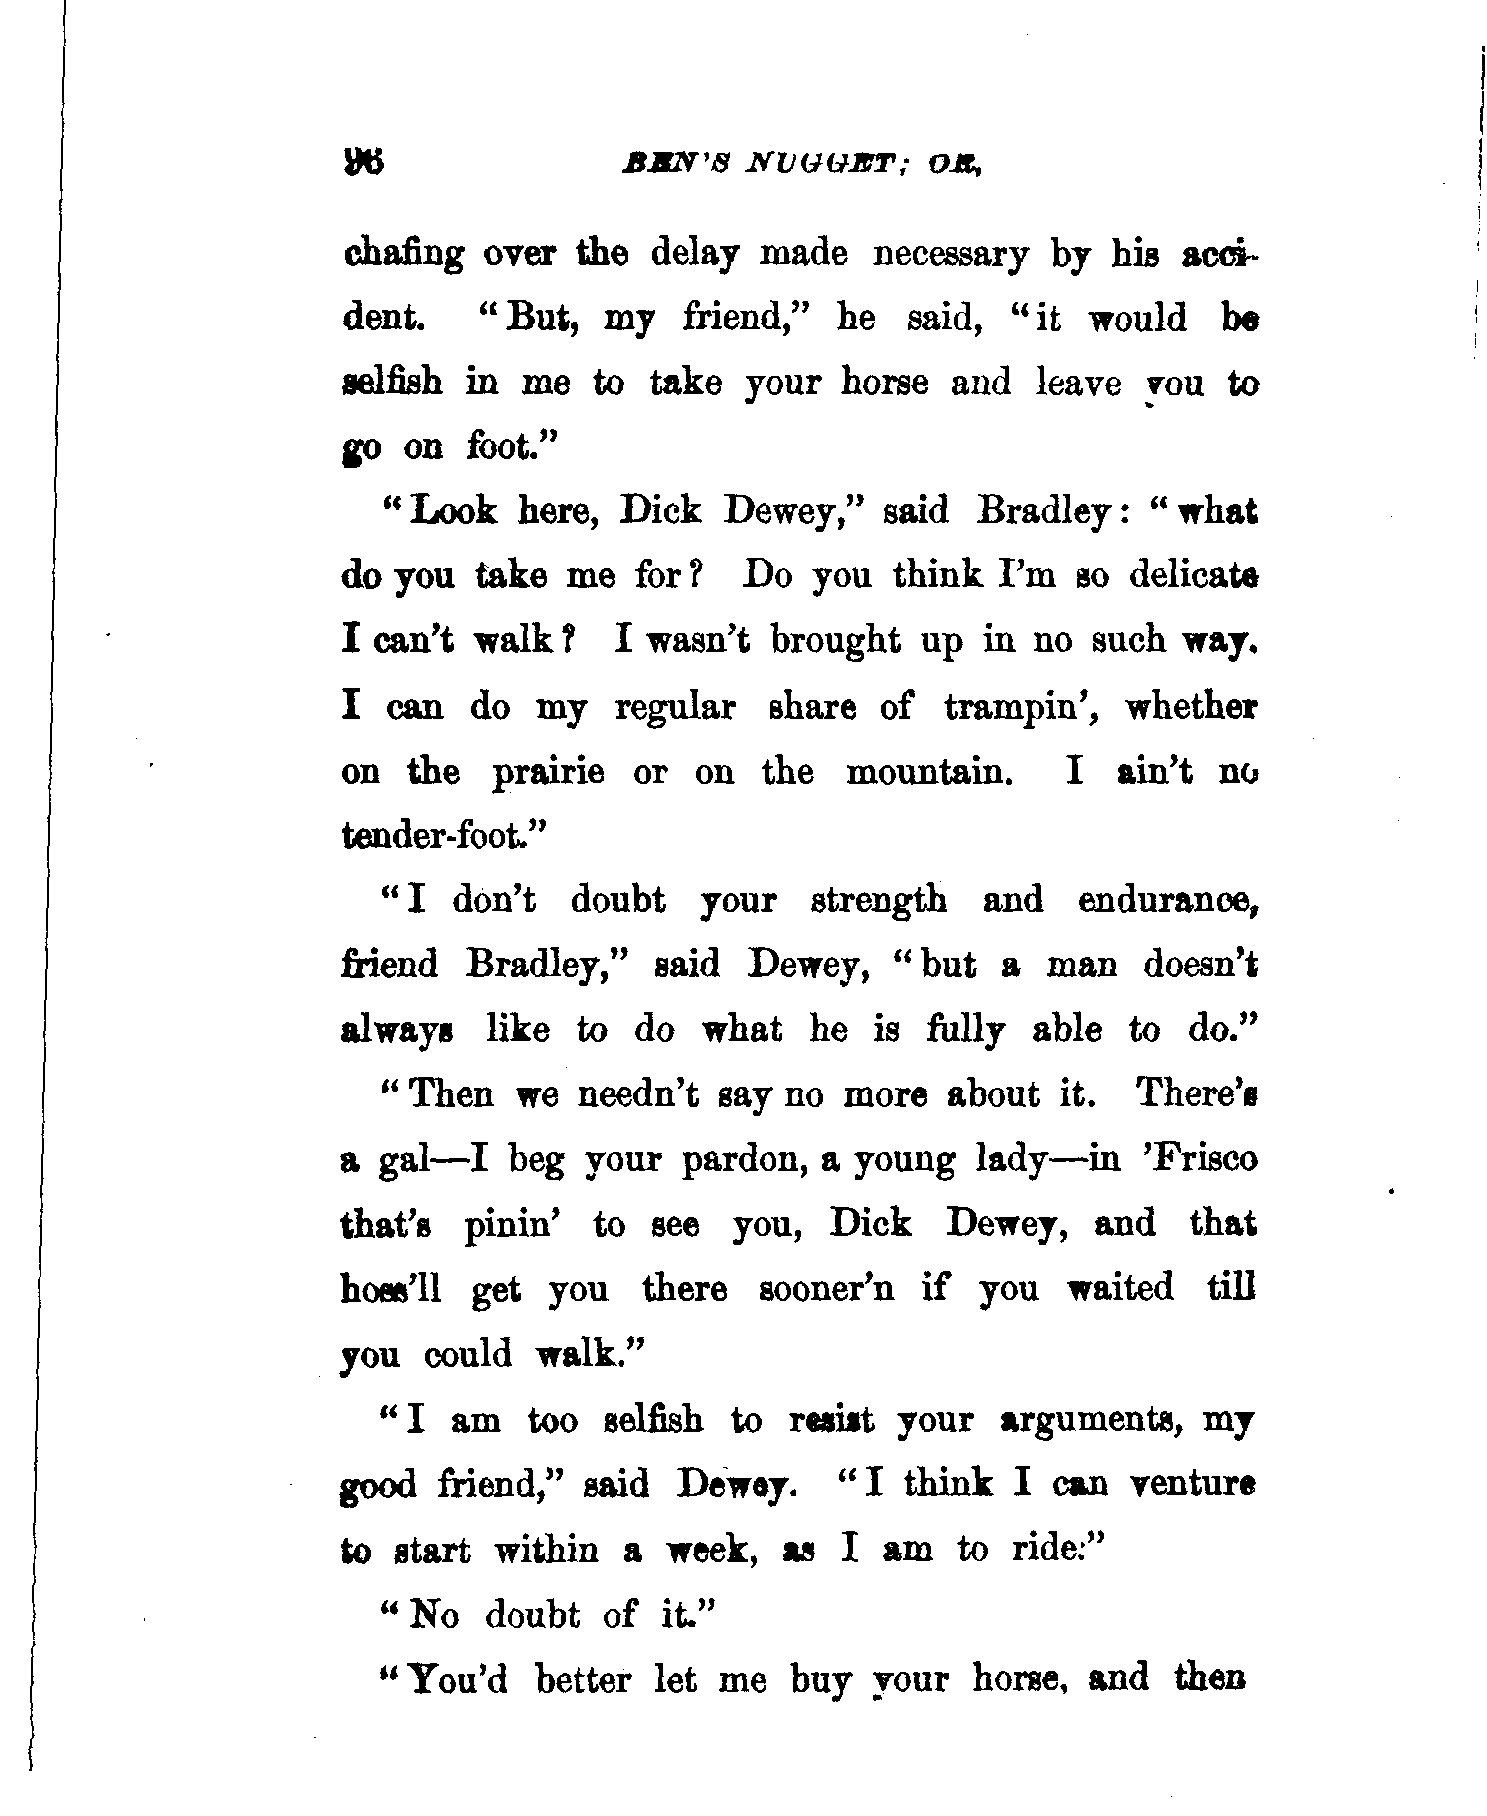 96 BEN'S NUGGET; OR,
chafing over the delay made necessary by his acci-
dent. "But, my friend," he said, "it would be
selfish in me to take your horse and leave you to
go on foot."
"Look here, Dick Dewey," said Bradley: "what
do you take me for? Do you think I'm so delicate
I can't walk? I wasn't brought up in no such way.
I can do my regular share of trampin', whether
on the prairie or on the mountain. I ain't no
tender-foot."
"I don't doubt your strength and endurance,
friend Bradley," said Dewey, "but a man doesn't
always like to do what he is fully able to do."
"Then we needn't say no more about it. There's
a gal—I beg your pardon, a young lady—in 'Frisco
that's pinin' to see you, Dick Dewey, and that
hoss'll get you there sooner'n if you waited till
you could walk."
"I am too selfish to resist your arguments, my
good friend," said Dewey. "I think I can venture
to start within a week, as I am to ride."
"No doubt of it."
"You'd better let me buy your horse, and then